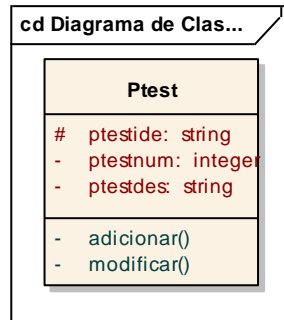 cd Diagrama de Clas...
Ptest
# ptestide: string
- ptestnum: integer
- ptestdes: string
- adicionar()
- modificar()